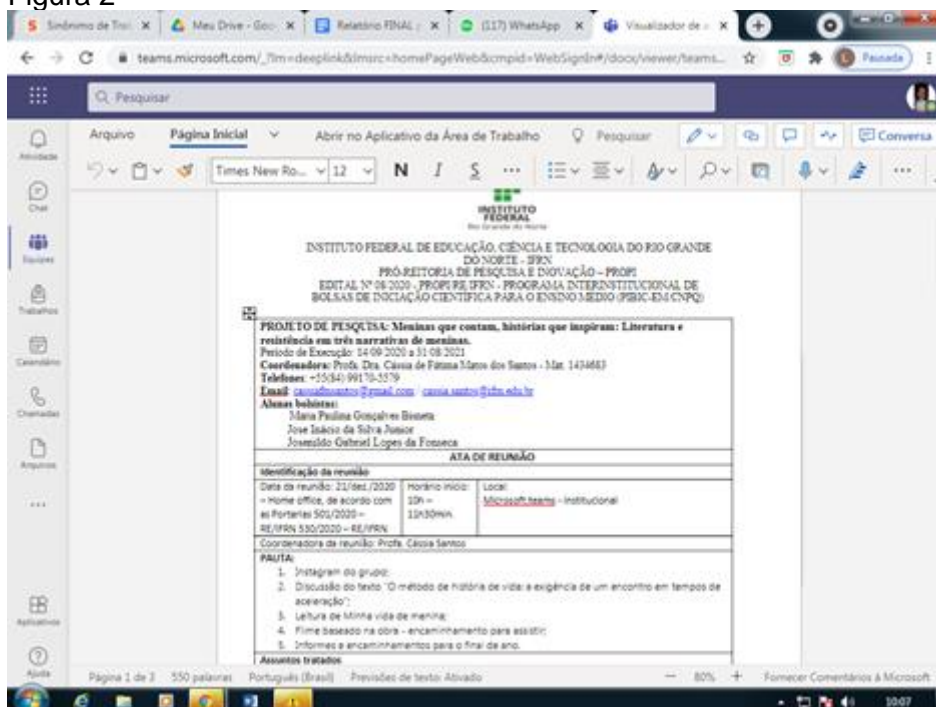 Figura 2
Sinônimo de Tro
Meu Drive - Goo
Relatório FINAL
(117) WhatsApp
Visualizador de
teams.microsoft.com/_?lm=deeplink&lmsrc=homePageWeb&cmpid=WebSignIn#/docx/viewer/teams...
Pausada
Pesquisar
Arquivo Página Inicial Abrir no Aplicativo da Área de Trabalho Pesquisar Conversa
Times New Ro... 12 N I S ...
Atividade
Chat
Equipes
Trabalhos
Calendário
Chamadas
Arquivos
...
Aplicativos
Ajuda
INSTITUTO
FEDERAL
Rio Grande do Norte
INSTITUTO FEDERAL DE EDUCAÇÃO, CIÊNCIA E TECNOLOGIA DO RIO GRANDE
DO NORTE - IFRN
PRÓ-REITORIA DE PESQUISA E INOVAÇÃO – PROPI
EDITAL Nº 08/2020 - PROPI/RE/IFRN - PROGRAMA INTERINSTITUCIONAL DE
BOLSAS DE INICIAÇÃO CIENTÍFICA PARA O ENSINO MÉDIO (PIBIC-EM/CNPQ)
PROJETO DE PESQUISA: Meninas que contam, histórias que inspiram: Literatura e
resistência em três narrativas de meninas.
Período de Execução: 14/09/2020 a 31/08/2021
Coordenadora: Profa. Dra. Cássia de Fátima Matos dos Santos - Mat. 1434683
Telefones: +55(84) 99170-5579
Email: cassiafmsantos@gmail.com / cassia.santos@ifrn.edu.br
Alunas bolsistas:
Maria Paulina Gonçalves Bisneta
Jose Inácio da Silva Junior
Josenildo Gabriel Lopes da Fonseca
ATA DE REUNIÃO
Identificação da reunião
Data da reunião: 21/dez./2020
– Home office, de acordo com
as Portarias 501/2020 –
RE/IFRN 530/2020 – RE/IFRN
Horário início:
10h –
11h30min.
Local:
Microsoft teams - Institucional
Coordenadora da reunião: Profa. Cássia Santos
PAUTA:
1. Instagram do grupo;
2. Discussão do texto "O método de história de vida: a exigência de um encontro em tempos de
aceleração";
3. Leitura de Minha vida de menina;
4. Filme baseado na obra - encaminhamento para assistir;
5. Informes e encaminhamentos para o final de ano.
Assuntos tratados
Página 1 de 3 550 palavras Português (Brasil) Previsões de texto: Ativado 80% Fornecer Comentários à Microsoft
10:07